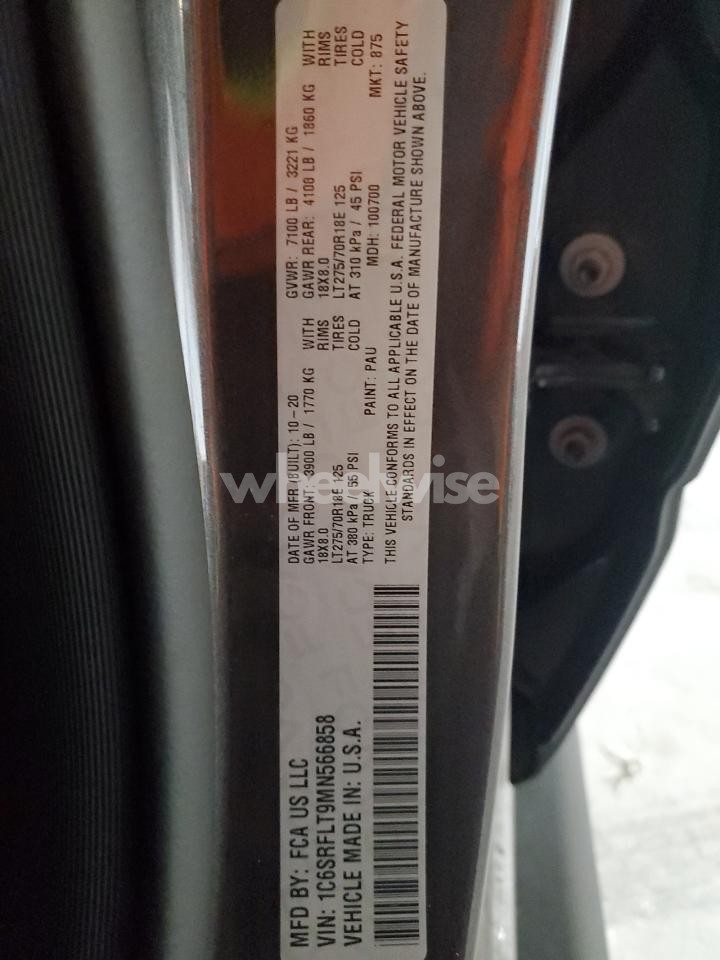 MFD BY: FCA US LLC
VIN: 1C6SRFLT9MN566858
VEHICLE MADE IN: U.S.A.
DATE OF MFR (BUILT): 10-20 GVWR: 7100 LB / 3221 KG
GAWR FRONT: 3900 LB / 1770 KG WITH GAWR REAR: 4100 LB / 1860 KG WITH
18X8.0 RIMS 18X8.0 RIMS
LT275/70R18E 125 TIRES LT275/70R18E 125 TIRES
AT 380 kPa / 55 PSI COLD AT 310 kPa / 45 PSI COLD
TYPE: TRUCK PAINT: PAU MDH: 100700 MKT: 875
THIS VEHICLE CONFORMS TO ALL APPLICABLE U.S.A. FEDERAL MOTOR VEHICLE SAFETY
STANDARDS IN EFFECT ON THE DATE OF MANUFACTURE SHOWN ABOVE.
wheelwise